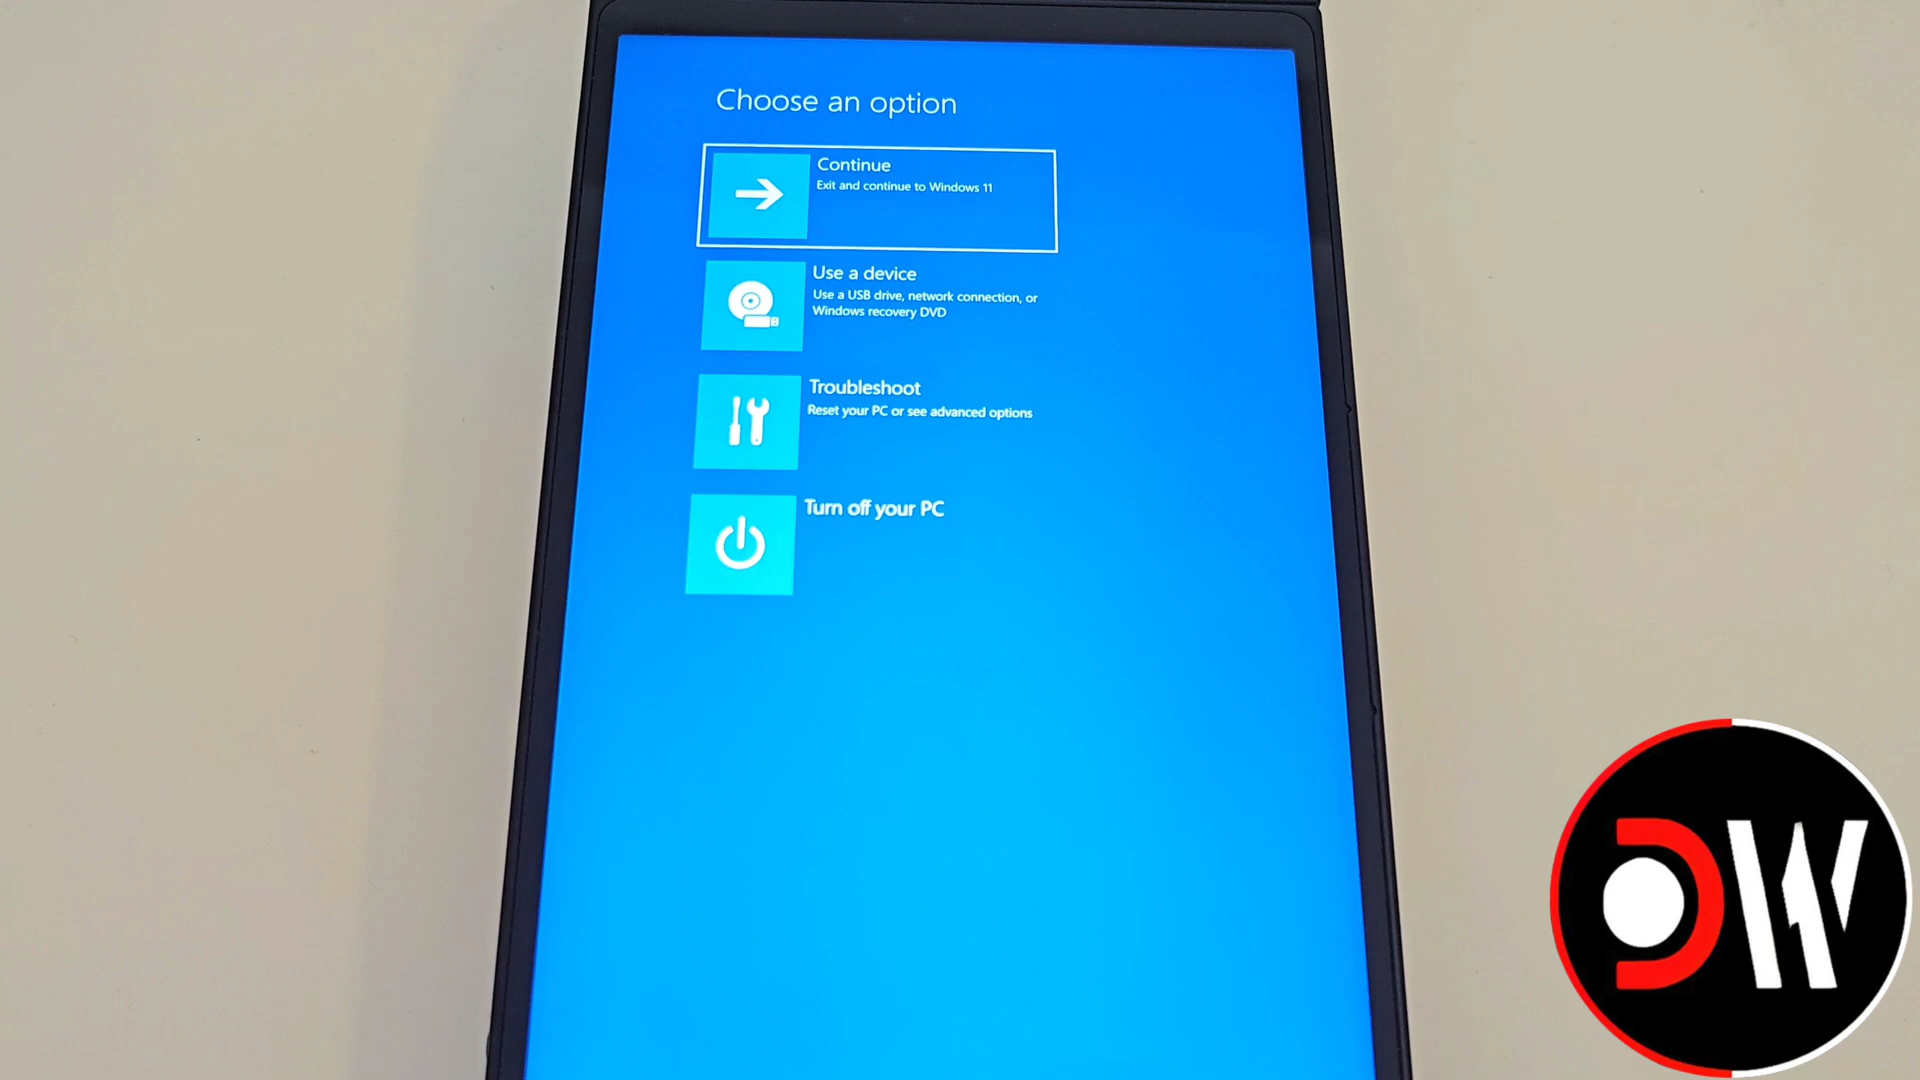 Choose an option
Continue
Exit and continue to Windows 11
Use a device
Use a USB drive, network connection, or
Windows recovery DVD
Troubleshoot
Reset your PC or see advanced options
Turn off your PC
DW